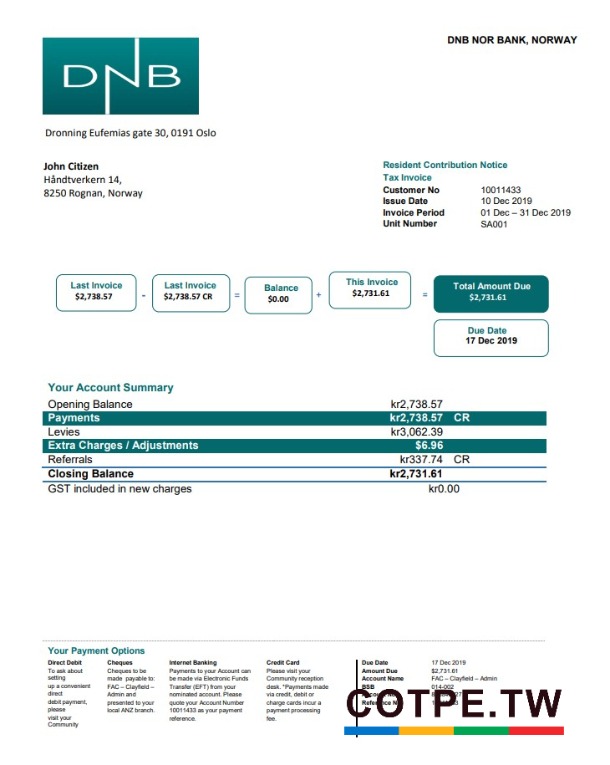 DNB NOR BANK, NORWAY
DNB
Dronning Eufemias gate 30, 0191 Oslo
John Citizen
Håndtverkern 14,
8250 Rognan, Norway
Resident Contribution Notice
Tax Invoice
Customer No 10011433
Issue Date 10 Dec 2019
Invoice Period 01 Dec – 31 Dec 2019
Unit Number SA001
Last Invoice
$2,738.57
-
Last Invoice
$2,738.57 CR
=
Balance
$0.00
+
This Invoice
$2,731.61
=
Total Amount Due
$2,731.61
Due Date
17 Dec 2019
Your Account Summary
Opening Balance kr2,738.57
Payments kr2,738.57 CR
Levies kr3,062.39
Extra Charges / Adjustments $6.96
Referrals kr337.74 CR
Closing Balance kr2,731.61
GST included in new charges kr0.00
Your Payment Options
Direct Debit
To ask about
setting
up a convenient
direct
debit payment,
please
visit your
Community
Cheques
Cheques to be
made payable to:
FAC – Clayfield –
Admin and
presented to your
local ANZ branch.
Internet Banking
Payments to your Account can
be made via Electronic Funds
Transfer (EFT) from your
nominated account. Please
quote your Account Number
10011433 as your payment
reference.
Credit Card
Please visit your
Community reception
desk. *Payments made
via credit, debit or
charge cards incur a
payment processing
fee.
Due Date 17 Dec 2019
Amount Due $2,731.61
Account Name FAC – Clayfield – Admin
BSB 014-002
COTPE.TW